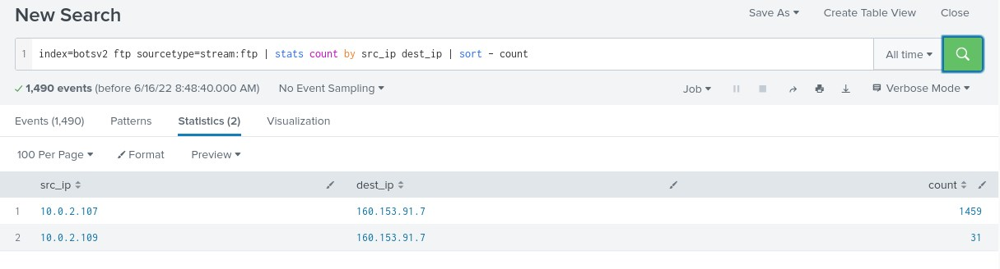 New Search
Save As Create Table View Close
1 index=botsv2 ftp sourcetype=stream:ftp | stats count by src_ip dest_ip | sort - count
All time
1,490 events (before 6/16/22 8:48:40.000 AM) No Event Sampling Job Verbose Mode
Events (1,490) Patterns Statistics (2) Visualization
100 Per Page Format Preview
src_ip dest_ip count
1 10.0.2.107 160.153.91.7 1459
2 10.0.2.109 160.153.91.7 31